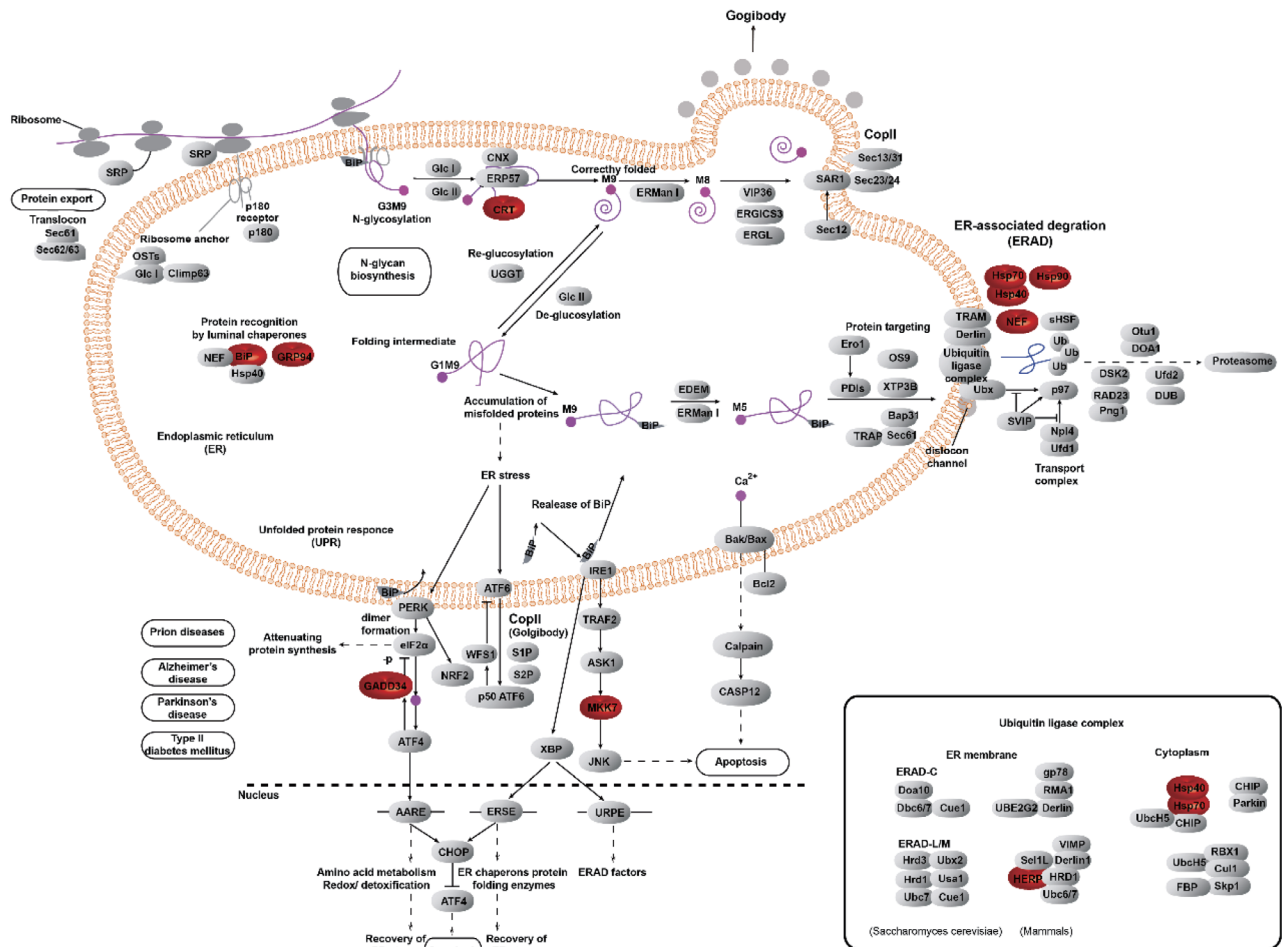 Gogibody
Ribosome
SRP
SRP
BiP
Protein export
Translocon
Sec61
Sec62/63
p180
receptor
p180
Ribosome anchor
OSTs
Glc I
Climp63
G3M9
N-glycosylation
Glc I
Glc II
CNX
ERP57
CRT
Correcthy folded
M9
ERMan I
M8
VIP36
ERGICS3
ERGL
CopII
Sec13/31
Sec23/24
SAR1
Sec12
N-glycan
biosynthesis
Re-glucosylation
UGGT
Glc II
De-glucosylation
ER-associated degration
(ERAD)
Hsp70
Hsp90
Hsp40
NEF
sHSF
TRAM
Derlin
Ubiquitin
ligase
complex
Ubx
Ub
Ub
Ub
p97
SVIP
Npl4
Ufd1
Transport
complex
dislocon
channel
Otu1
DOA1
DSK2
RAD23
Png1
Ufd2
DUB
Proteasome
Protein recognition
by luminal chaperones
NEF
BiP
GRP94
Hsp40
Folding intermediate
G1M9
Protein targeting
Ero1
OS9
PDIs
XTP3B
Bap31
TRAP
Sec61
Accumulation of
misfolded proteins
M9
BiP
EDEM
ERMan I
M5
BiP
Endoplasmic reticulum
(ER)
ER stress
Realease of BiP
Ca2+
Unfolded protein responce
(UPR)
BiP
BiP
BiP
Bak/Bax
Bcl2
PERK
ATF6
IRE1
dimer
formation
CopII
(Golgibody)
TRAF2
Prion diseases
Attenuating
protein synthesis
eIF2α
-p
WFS1
S1P
S2P
NRF2
p50 ATF6
ASK1
Calpain
Alzheimer's
disease
GADD34
MKK7
CASP12
Parkinson's
disease
Type II
diabetes mellitus
ATF4
XBP
JNK
Apoptosis
Nucleus
AARE
ERSE
URPE
CHOP
Amino acid metabolism
Redox/ detoxification
ER chaperons protein
folding enzymes
ERAD factors
ATF4
Recovery of
Recovery of
Ubiquitin ligase complex
ER membrane
Cytoplasm
ERAD-C
Doa10
Dbc6/7
Cue1
gp78
RMA1
UBE2G2
Derlin
Hsp40
Hsp70
UbcH5
CHIP
CHIP
Parkin
ERAD-L/M
Hrd3
Ubx2
Hrd1
Usa1
Ubc7
Cue1
VIMP
Sel1L
Derlin1
HERP
HRD1
Ubc6/7
RBX1
UbcH5
Cul1
FBP
Skp1
(Saccharomyces cerevisiae)
(Mammals)